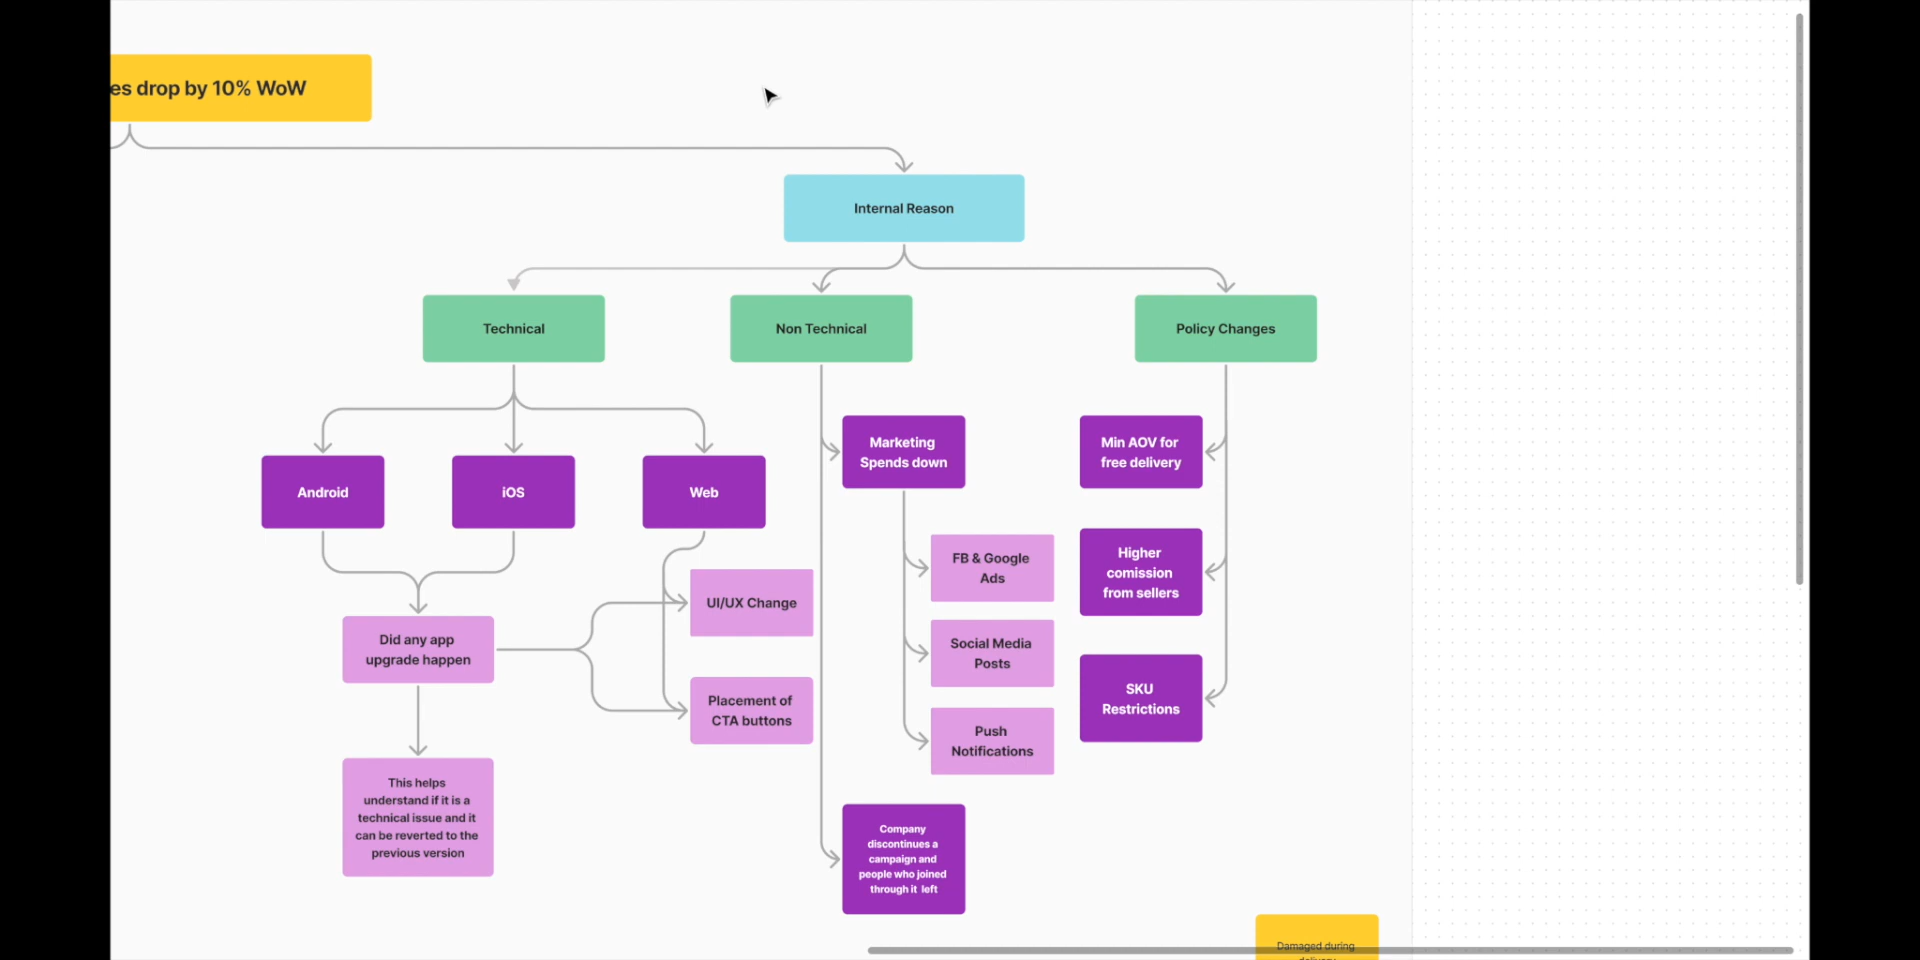 es drop by 10% WoW
Internal Reason
Technical
Non Technical
Policy Changes
Android
iOS
Web
Marketing
Spends down
Min AOV for
free delivery
FB & Google
Ads
Higher
comission
from sellers
UI/UX Change
Did any app
upgrade happen
Social Media
Posts
SKU
Restrictions
Placement of
CTA buttons
Push
Notifications
This helps
understand if it is a
technical issue and it
can be reverted to the
previous version
Company
discontinues a
campaign and
people who joined
through it left
Damaged during